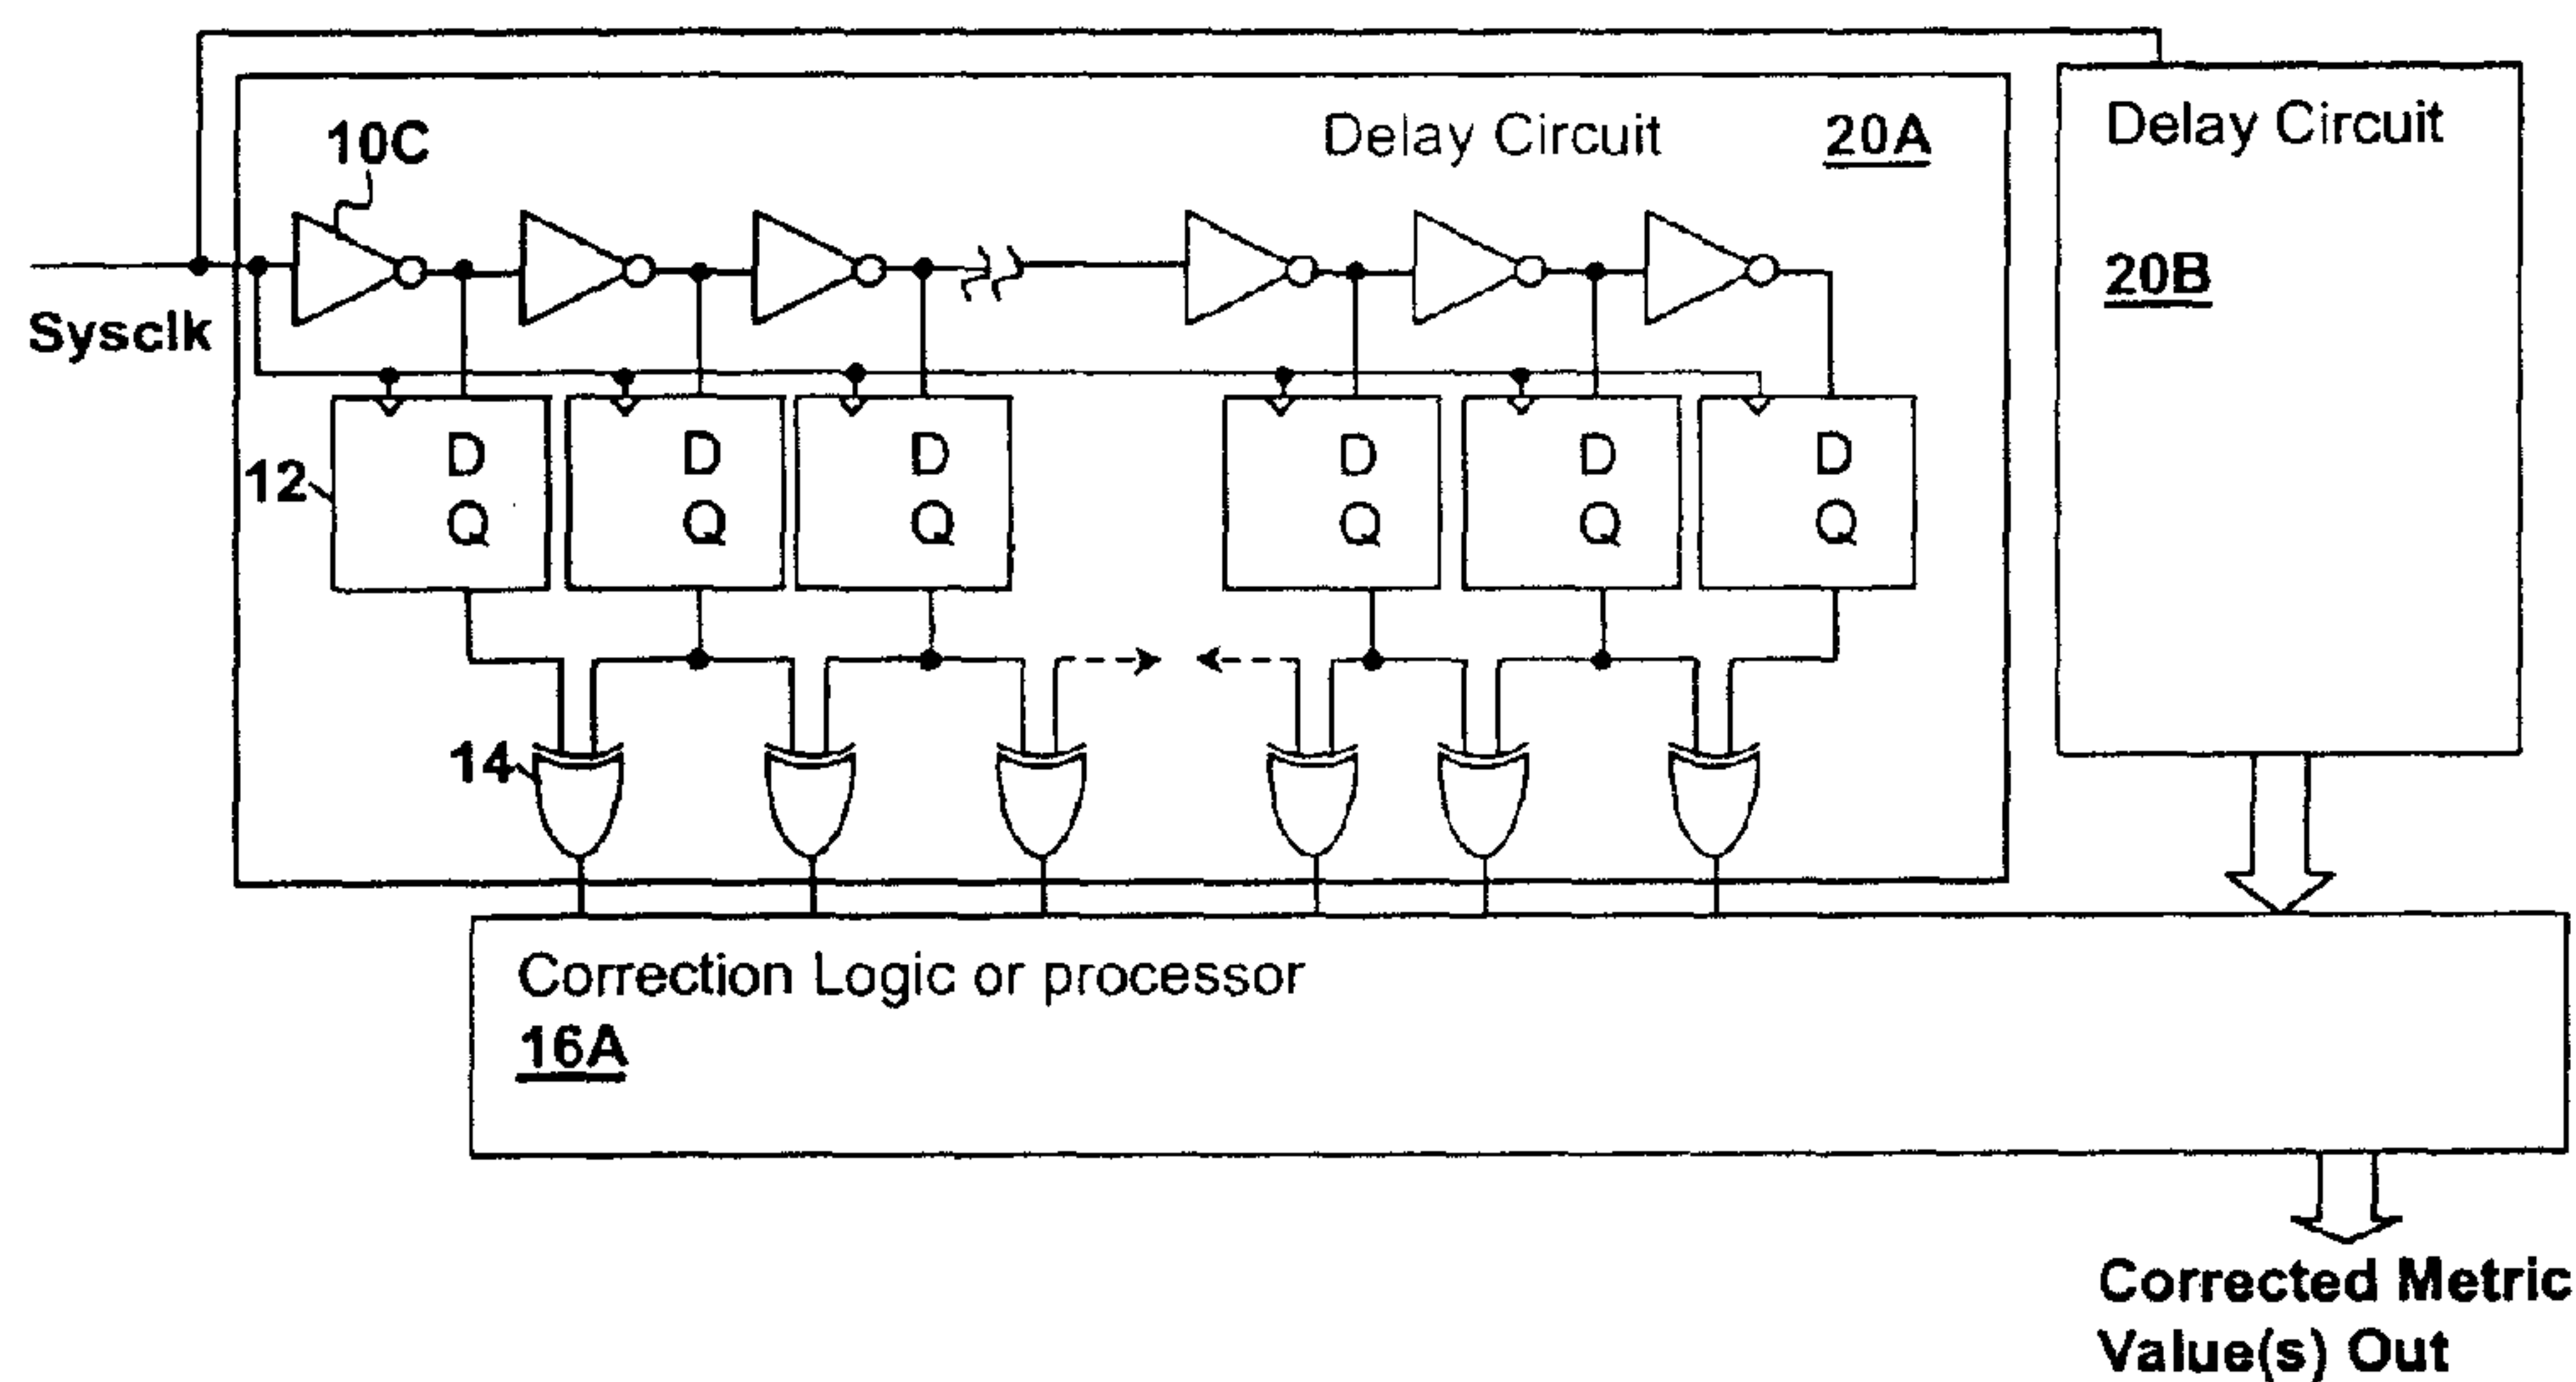 Delay Circuit 20A
Delay Circuit
20B
10C
Sysclk
12
D D D D D D
Q Q Q Q Q Q
14
Correction Logic or processor
16A
Corrected Metric
Value(s) Out